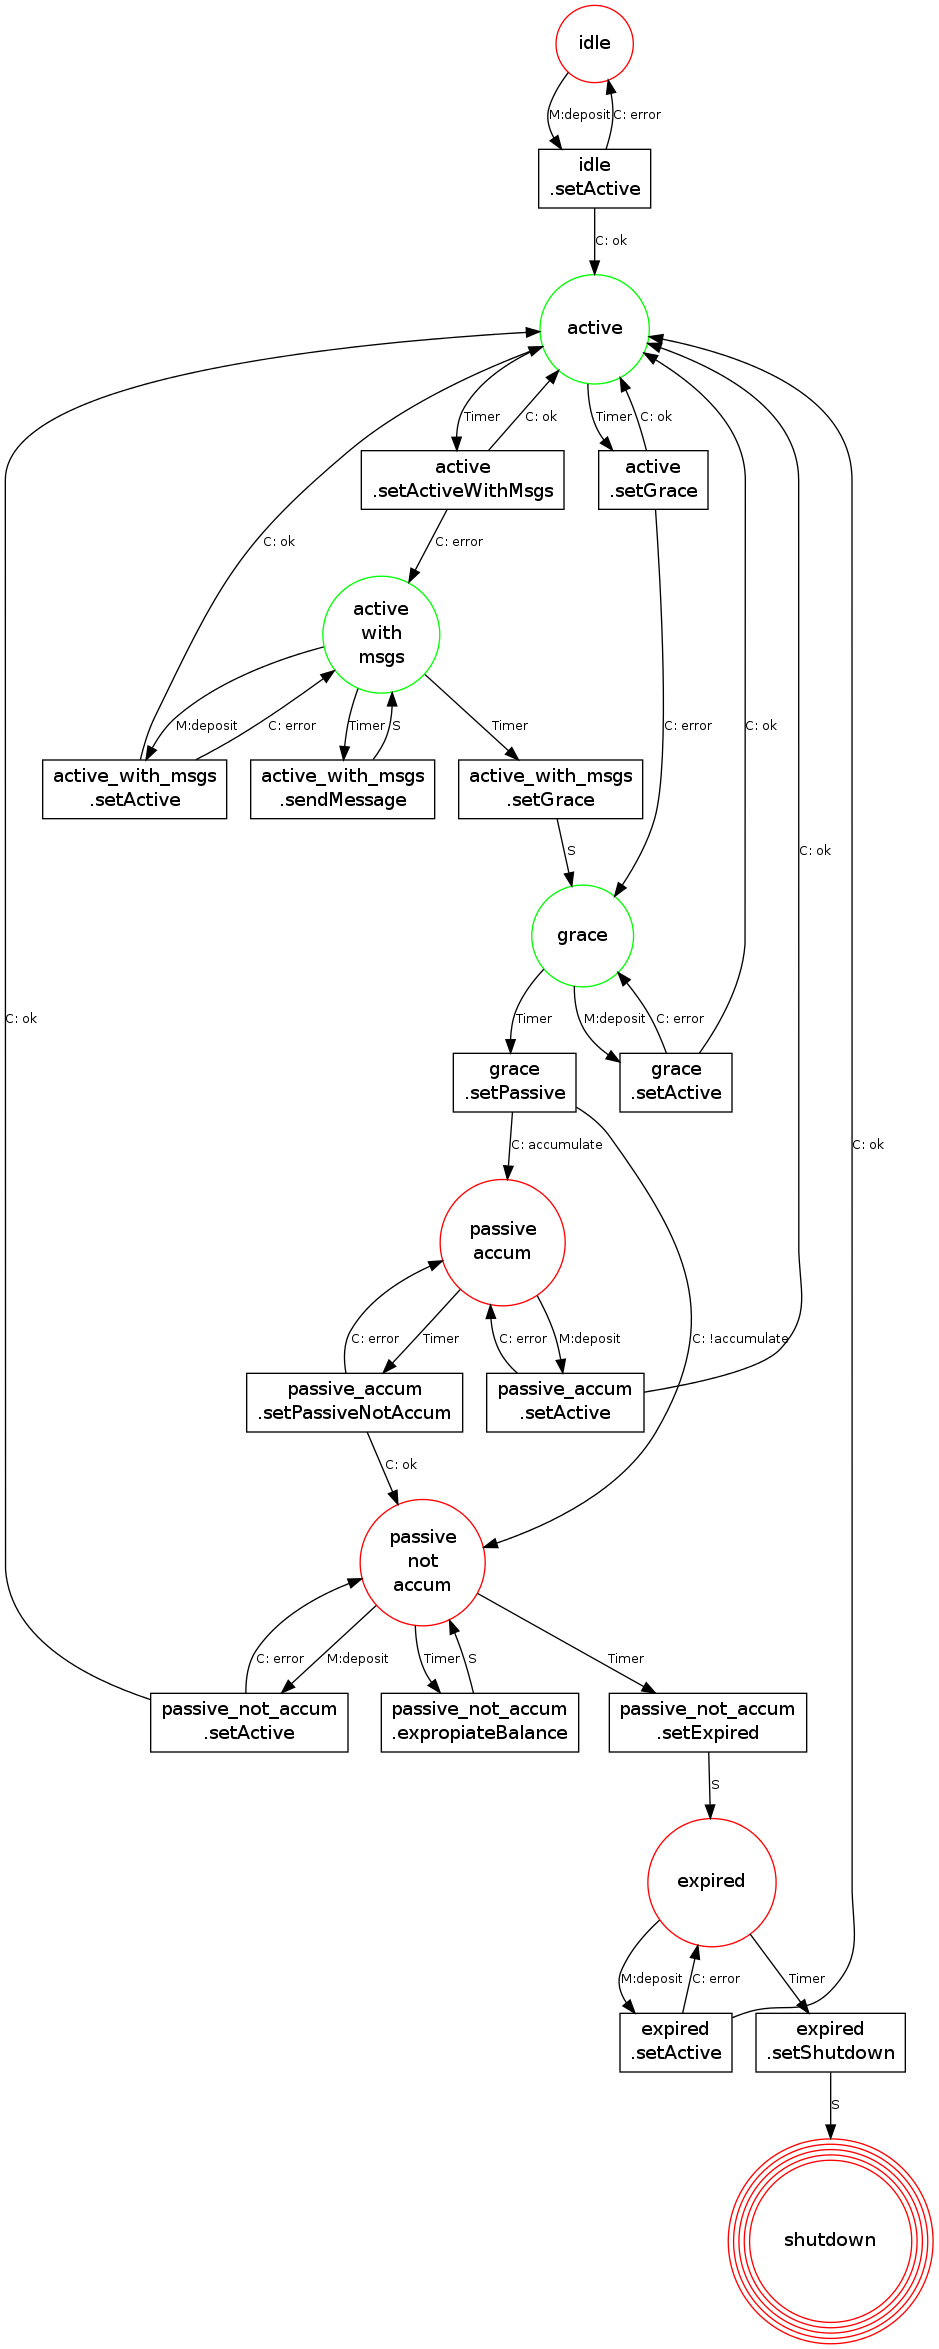 idle
M:deposit
C: error
idle
.setActive
C: ok
active
Timer
C: ok
Timer
C: ok
active
.setActiveWithMsgs
active
.setGrace
C: ok
C: error
active
with
msgs
M:deposit
C: error
Timer
S
Timer
C: error
C: ok
active_with_msgs
.setActive
active_with_msgs
.sendMessage
active_with_msgs
.setGrace
S
C: ok
grace
C: ok
Timer
M:deposit
C: error
grace
.setPassive
grace
.setActive
C: accumulate
C: ok
passive
accum
C: error
Timer
C: error
M:deposit
C: !accumulate
passive_accum
.setPassiveNotAccum
passive_accum
.setActive
C: ok
passive
not
accum
C: error
M:deposit
Timer
S
Timer
passive_not_accum
.setActive
passive_not_accum
.expropiateBalance
passive_not_accum
.setExpired
S
expired
M:deposit
C: error
Timer
expired
.setActive
expired
.setShutdown
S
shutdown